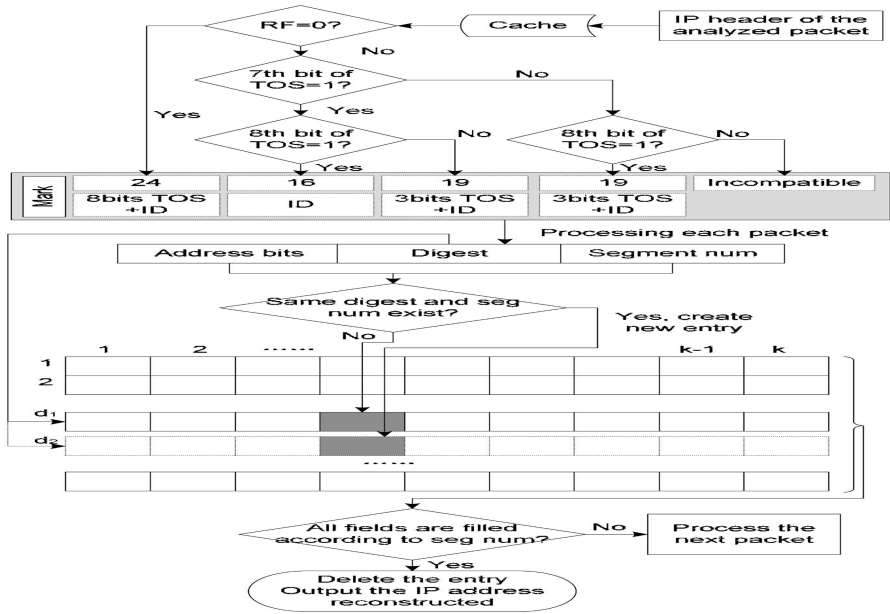 RF=0?
Cache
IP header of the
analyzed packet
No
7th bit of
TOS=1?
No
Yes
Yes
8th bit of
TOS=1?
No
8th bit of
TOS=1?
No
Yes
Yes
Mark
24
16
19
19
Incompatible
8bits TOS
+ID
ID
3bits TOS
+ID
3bits TOS
+ID
Processing each packet
Address bits
Digest
Segment num
Same digest and seg
num exist?
No
Yes, create
new entry
1
2
......
k-1
k
1
2
d1
d2
......
All fields are filled
according to seg num?
No
Process the
next packet
Yes
Delete the entry
Output the IP address
reconstructed